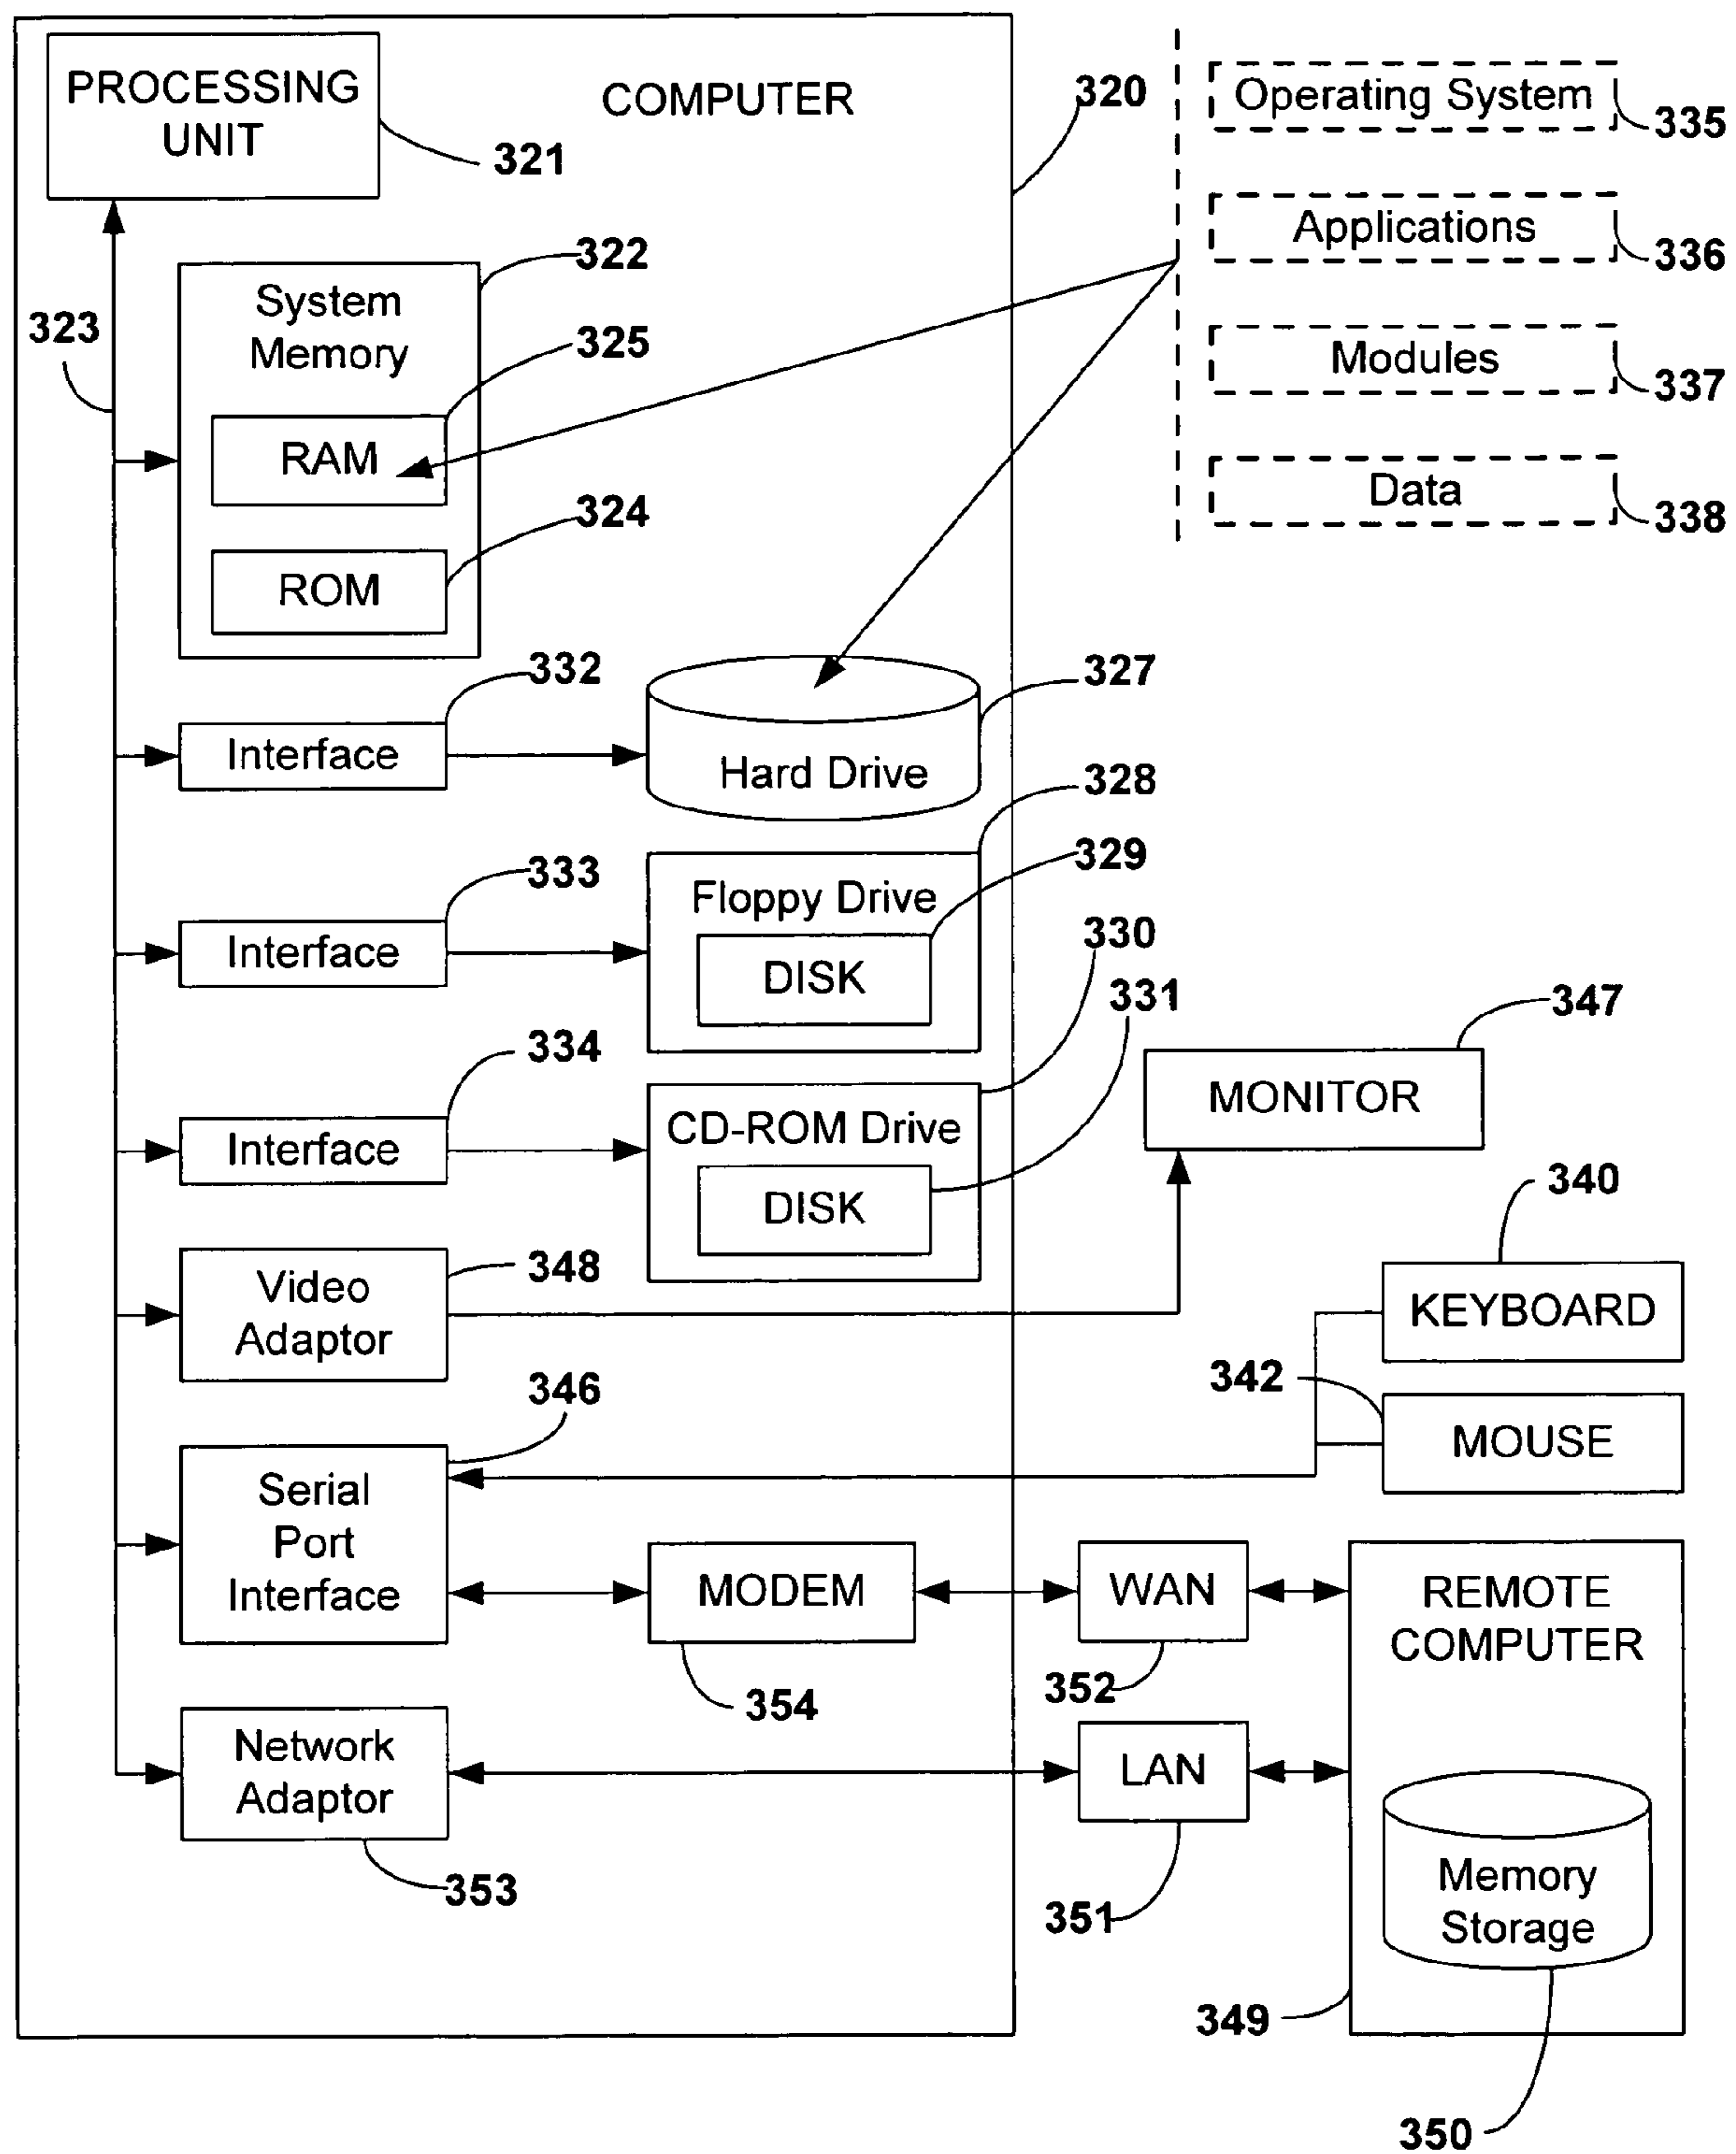 PROCESSING
UNIT
321
COMPUTER
320
Operating System
335
Applications
336
Modules
337
Data
338
323
322
System
Memory
325
RAM
324
ROM
332
Interface
327
Hard Drive
328
333
Interface
329
Floppy Drive
DISK
330
331
334
Interface
CD-ROM Drive
DISK
347
MONITOR
340
KEYBOARD
348
Video
Adaptor
342
MOUSE
346
Serial
Port
Interface
MODEM
354
WAN
352
REMOTE
COMPUTER
Network
Adaptor
353
LAN
351
Memory
Storage
349
350